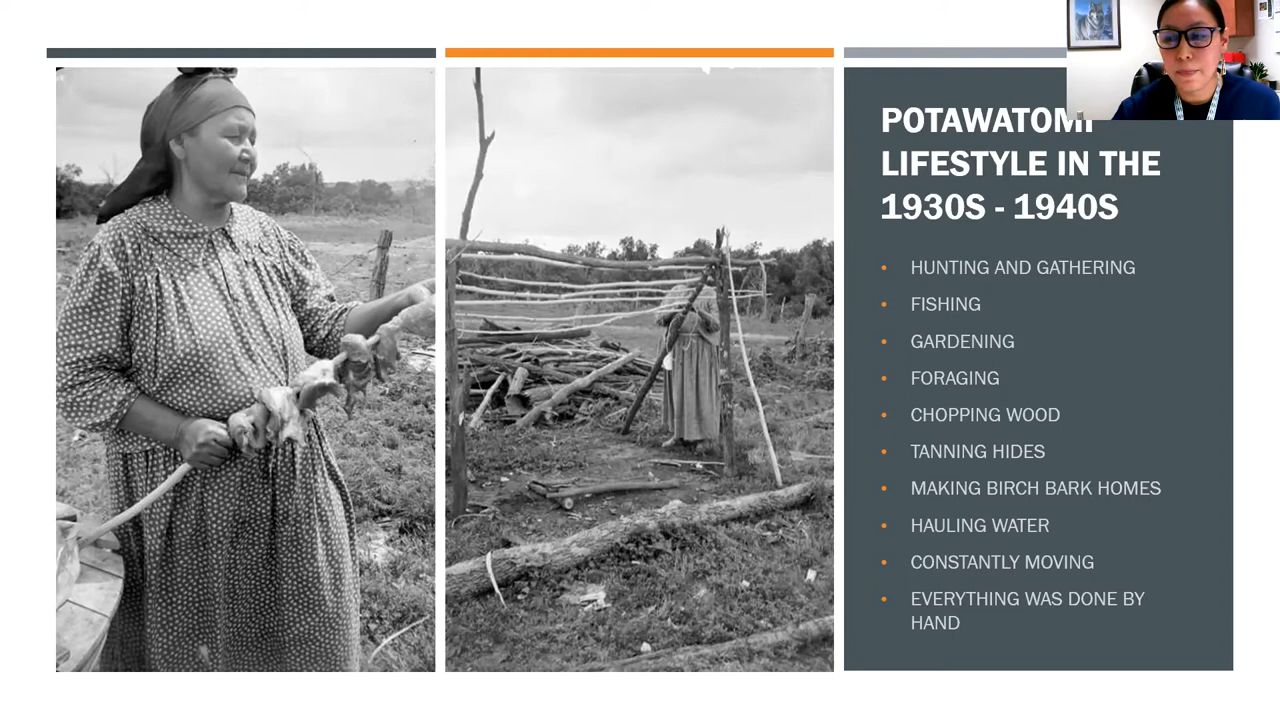 POTAWATOMI
LIFESTYLE IN THE
1930S - 1940S
• HUNTING AND GATHERING
• FISHING
• GARDENING
• FORAGING
• CHOPPING WOOD
• TANNING HIDES
• MAKING BIRCH BARK HOMES
• HAULING WATER
• CONSTANTLY MOVING
• EVERYTHING WAS DONE BY
HAND